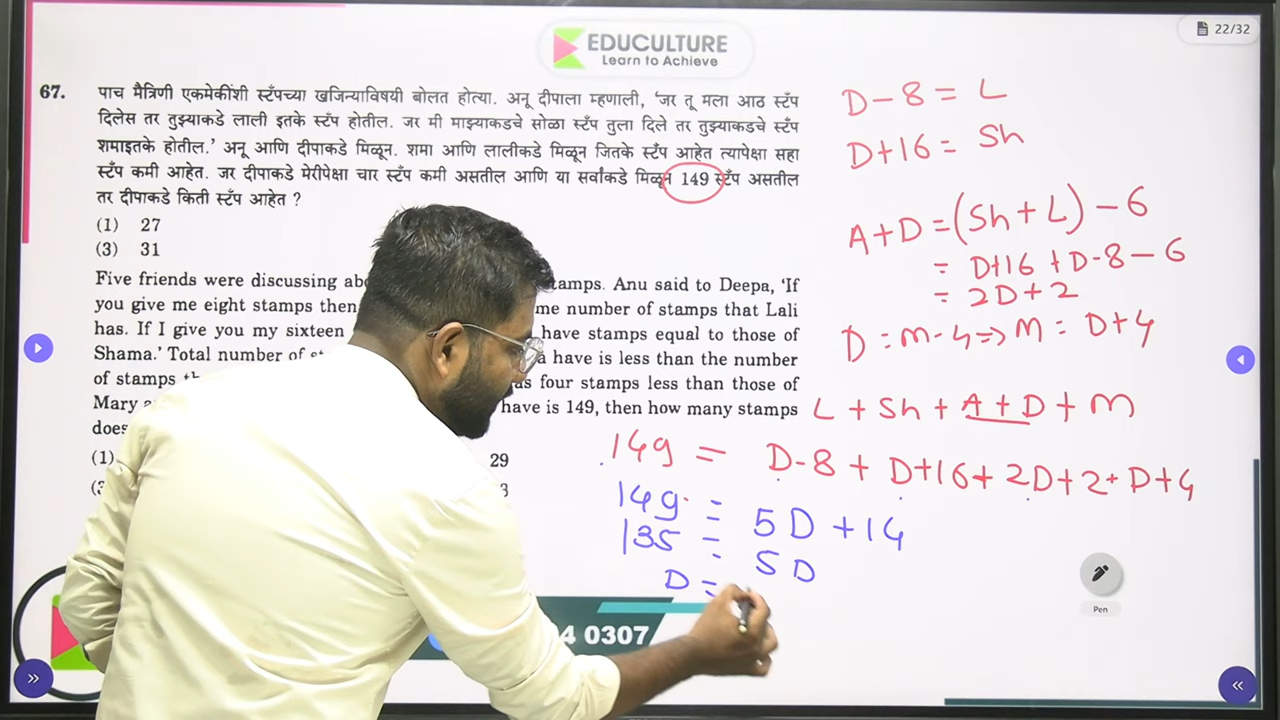 22/32
EDUCULTURE
Learn to Achieve
67. पाच मैत्रिणी एकमेकींशी स्टँपच्या खजिन्याविषयी बोलत होत्या. अनू दीपाला म्हणाली, 'जर तू मला आठ स्टँप
दिलेस तर तुझ्याकडे लाली इतके स्टँप होतील. जर मी माझ्याकडचे सोळा स्टँप तुला दिले तर तुझ्याकडचे स्टँप
शमाइतके होतील.' अनू आणि दीपाकडे मिळून. शमा आणि लालीकडे मिळून जितके स्टँप आहेत त्यापेक्षा सहा
स्टँप कमी आहेत. जर दीपाकडे मेरीपेक्षा चार स्टँप कमी असतील आणि या सर्वांकडे मिळून 149 स्टँप असतील
तर दीपाकडे किती स्टँप आहेत ?
(1) 27
(3) 31
Five friends were discussing stamps. Anu said to Deepa, 'If
you give me eight stamps then number of stamps that Lali
has. If I give you my sixteen have stamps equal to those of
Shama.' Total number of have is less than the number
of stamps four stamps less than those of
Mary have is 149, then how many stamps
does
(1) 29
D-8 = L
D+16 = Sh
A+D = (Sh+L) - 6
= D+16 + D-8 - 6
= 2D+2
D = m-4 => M = D+4
L + Sh + A + D + M
149 = D-8 + D+16 + 2D+2+ D+4
149 = 5D + 14
135 = 5D
D =
4 0307
Pen